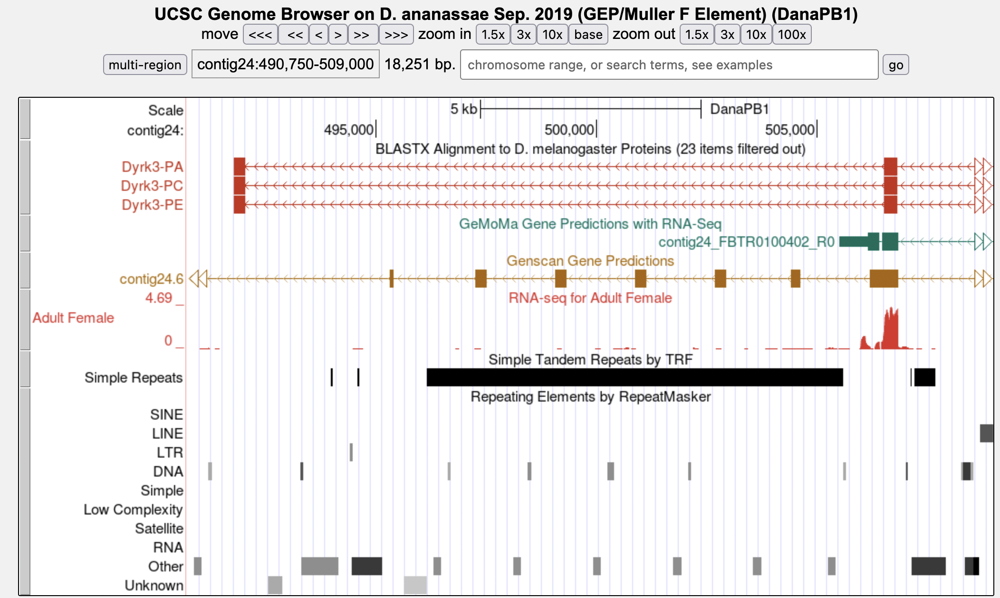 UCSC Genome Browser on D. ananassae Sep. 2019 (GEP/Muller F Element) (DanaPB1)
move <<< << < > >> >>> zoom in 1.5x 3x 10x base zoom out 1.5x 3x 10x 100x
multi-region contig24:490,750-509,000 18,251 bp. chromosome range, or search terms, see examples go
Scale 5 kb DanaPB1
contig24: 495,000 500,000 505,000
BLASTX Alignment to D. melanogaster Proteins (23 items filtered out)
Dyrk3-PA
Dyrk3-PC
Dyrk3-PE
GeMoMa Gene Predictions with RNA-Seq
contig24_FBTR0100402_R0
Genscan Gene Predictions
contig24.6
4.69 _ RNA-seq for Adult Female
Adult Female
0 _
Simple Tandem Repeats by TRF
Simple Repeats
Repeating Elements by RepeatMasker
SINE
LINE
LTR
DNA
Simple
Low Complexity
Satellite
RNA
Other
Unknown